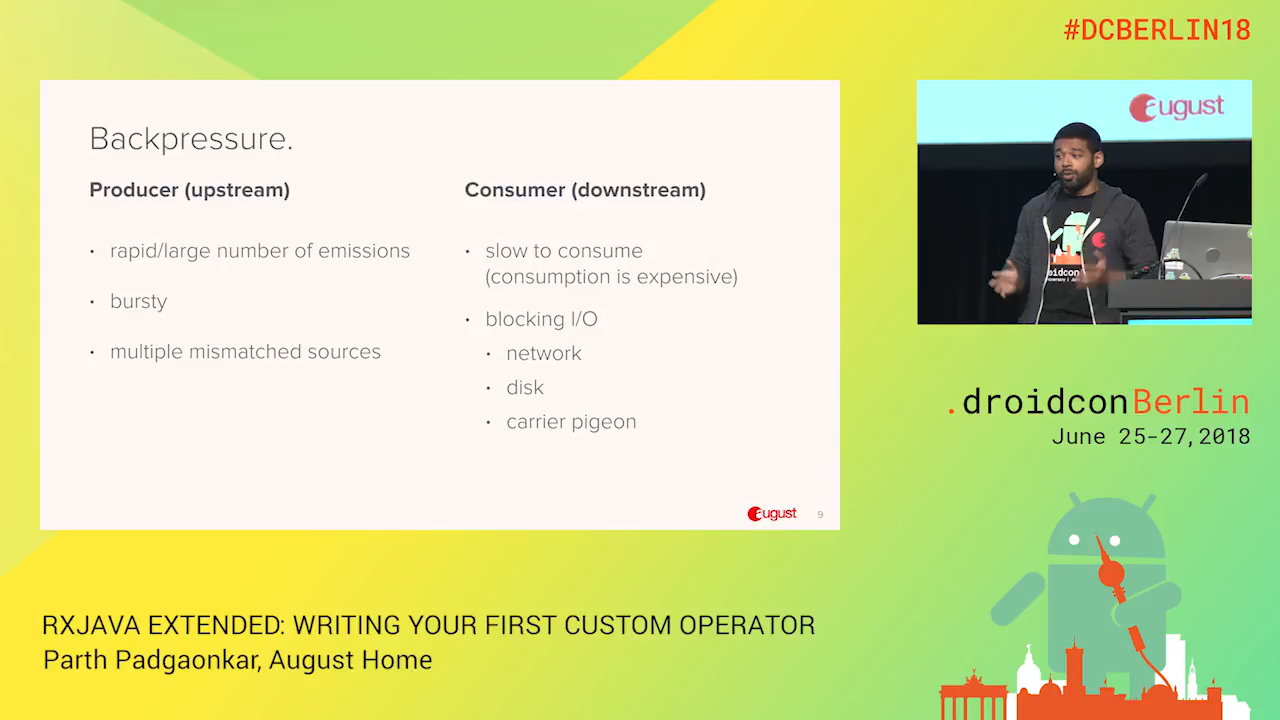 #DCBERLIN18
Backpressure.
Producer (upstream)
• rapid/large number of emissions
• bursty
• multiple mismatched sources
Consumer (downstream)
• slow to consume
(consumption is expensive)
• blocking I/O
• network
• disk
• carrier pigeon
august
9
august
.droidconBerlin
June 25-27,2018
RXJAVA EXTENDED: WRITING YOUR FIRST CUSTOM OPERATOR
Parth Padgaonkar, August Home